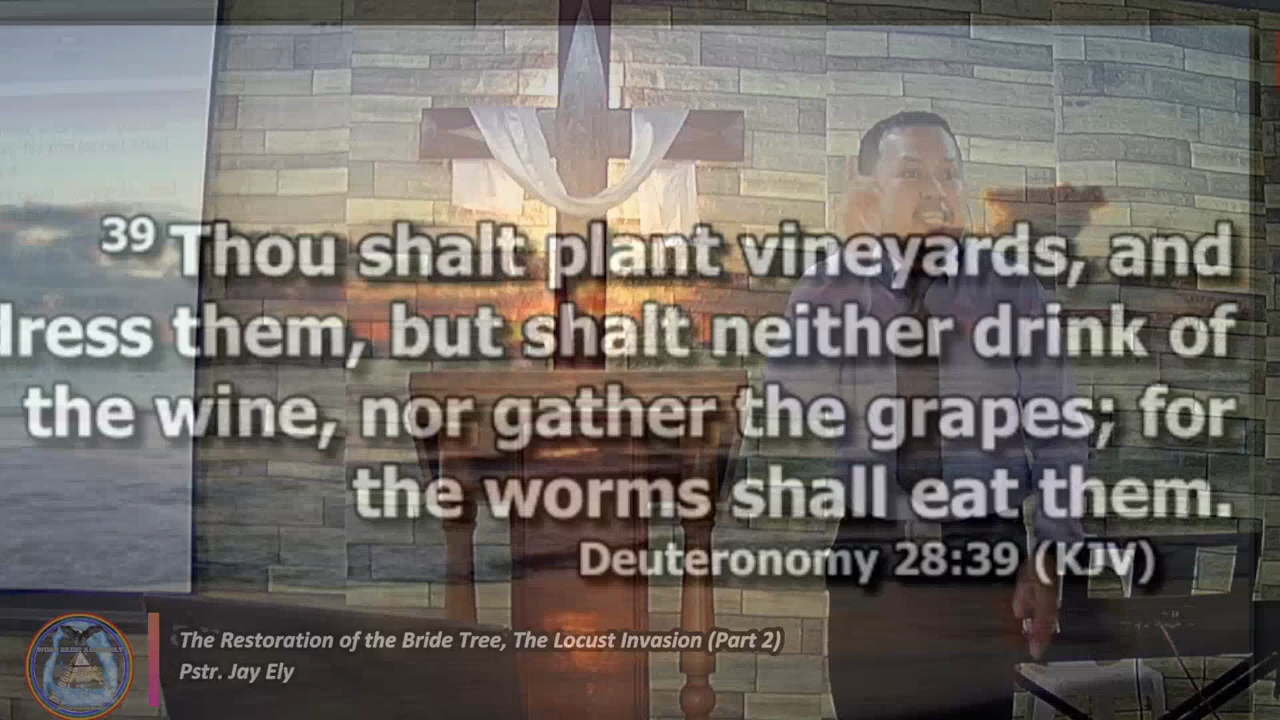 39 Thou shalt plant vineyards, and
dress them, but shalt neither drink of
the wine, nor gather the grapes; for
the worms shall eat them.
Deuteronomy 28:39 (KJV)
The Restoration of the Bride Tree, The Locust Invasion (Part 2)
Pstr. Jay Ely